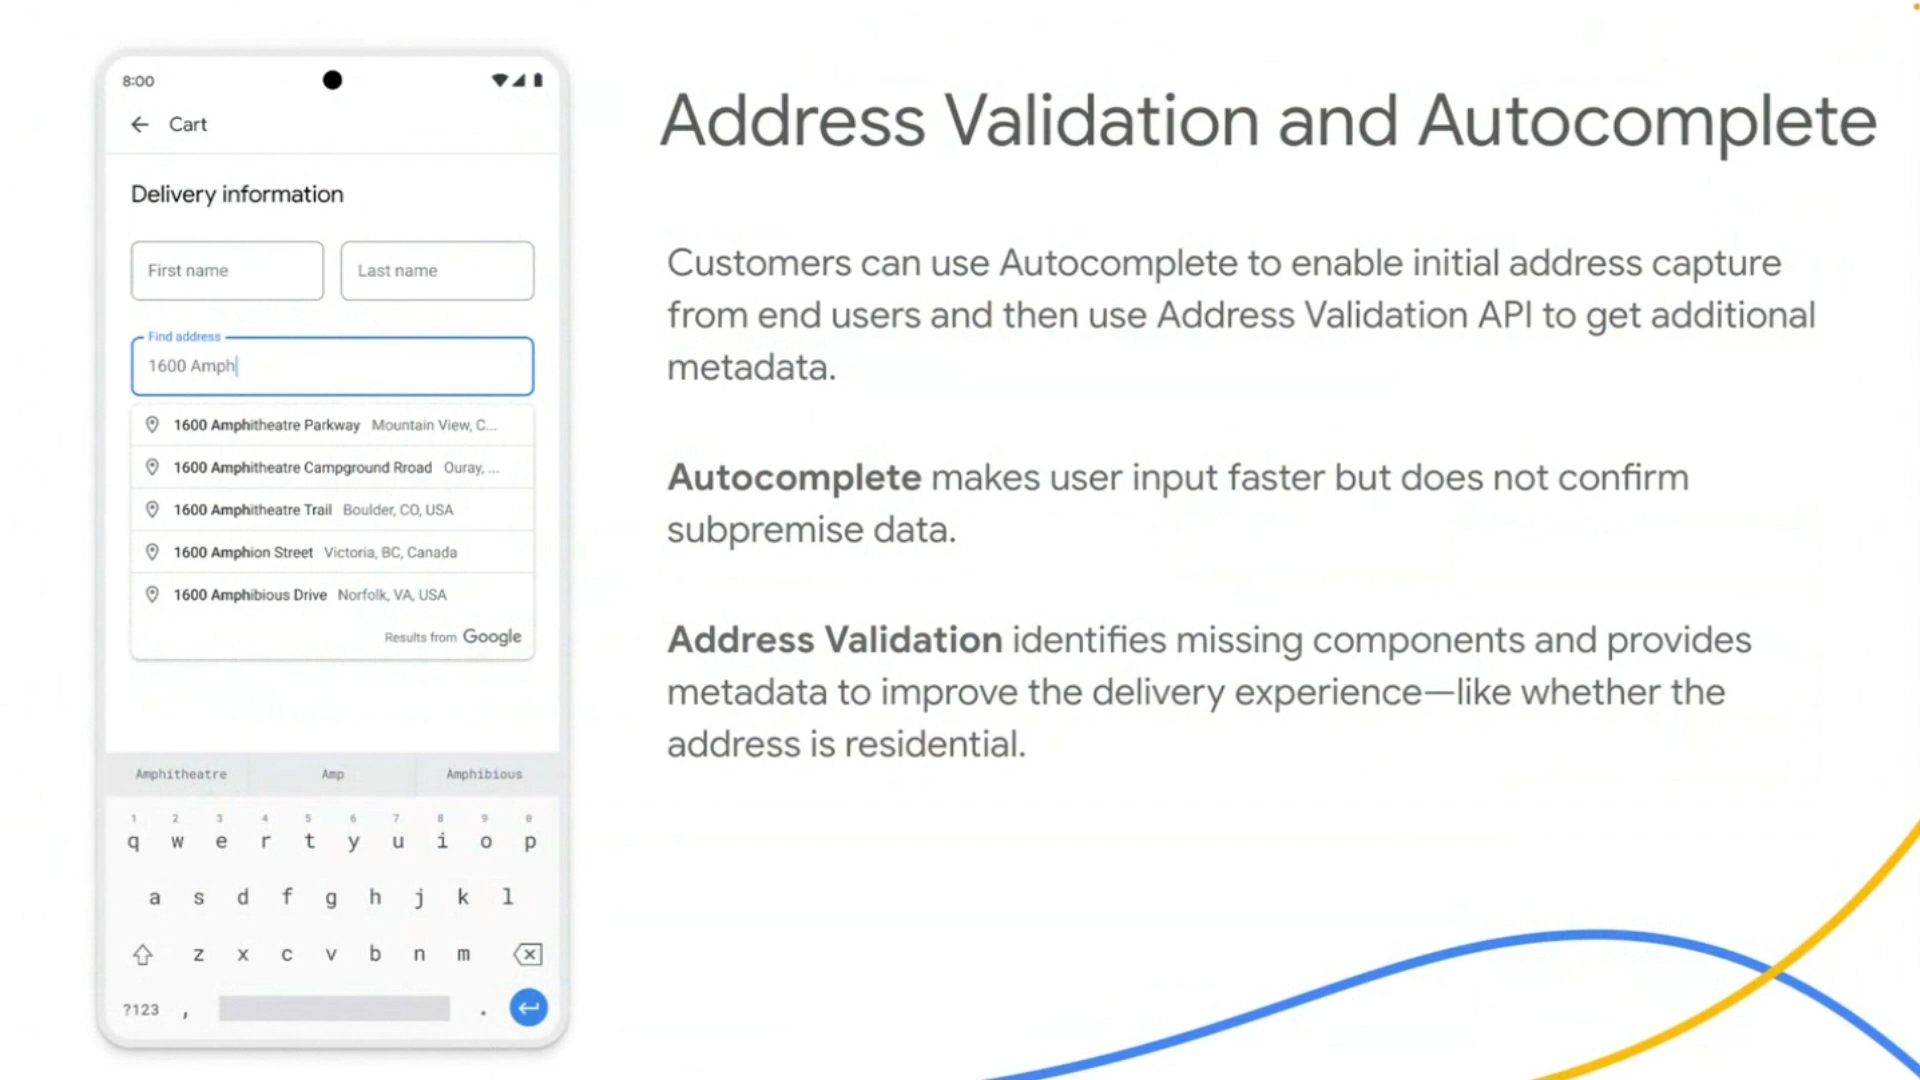 8:00
Cart
Delivery information
First name
Last name
Find address
1600 Amph
1600 Amphitheatre Parkway Mountain View, C...
1600 Amphitheatre Campground Rroad Ouray, ...
1600 Amphitheatre Trail Boulder, CO, USA
1600 Amphion Street Victoria, BC, Canada
1600 Amphibious Drive Norfolk, VA, USA
Results from Google
Amphitheatre Amp Amphibious
1 2 3 4 5 6 7 8 9 0
q w e r t y u i o p
a s d f g h j k l
z x c v b n m
?123 , .
Address Validation and Autocomplete
Customers can use Autocomplete to enable initial address capture
from end users and then use Address Validation API to get additional
metadata.
Autocomplete makes user input faster but does not confirm
subpremise data.
Address Validation identifies missing components and provides
metadata to improve the delivery experience—like whether the
address is residential.